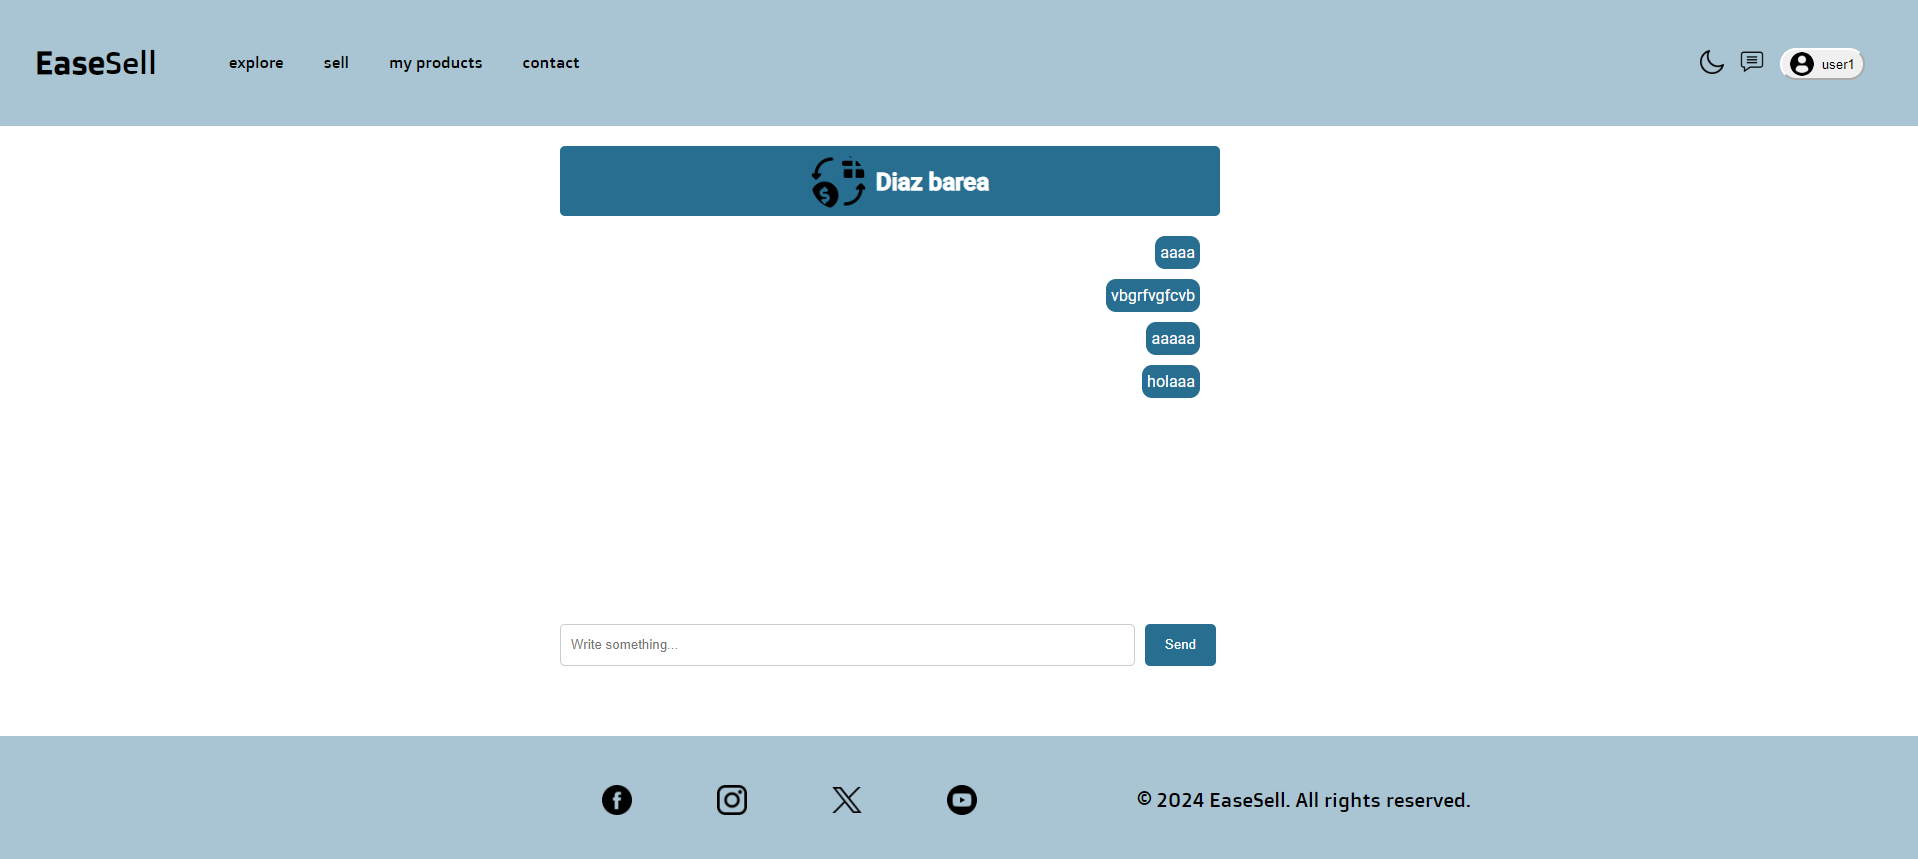 EaseSell explore sell my products contact user1
Diaz barea
aaaa
vbgrfvgfcvb
aaaaa
holaaa
Write something...
Send
© 2024 EaseSell. All rights reserved.